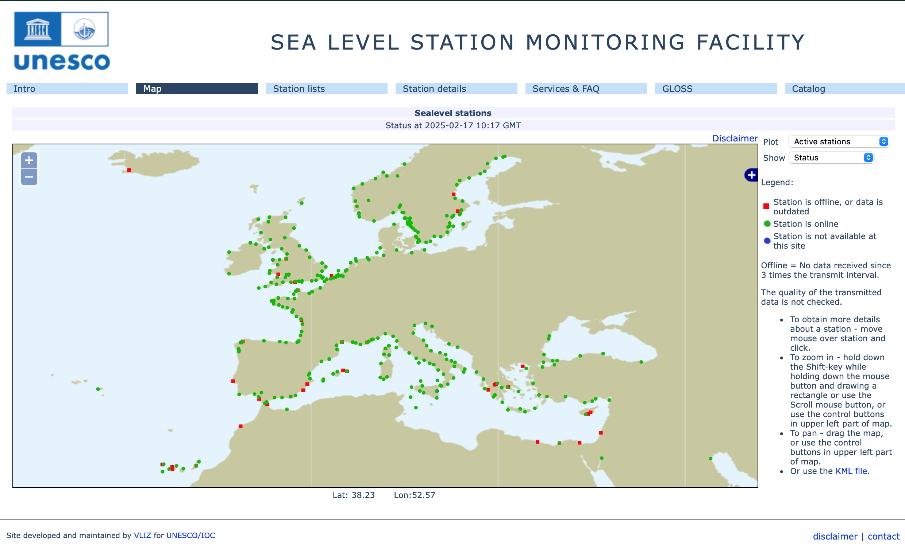 unesco
SEA LEVEL STATION MONITORING FACILITY
Intro
Map
Station lists
Station details
Services & FAQ
GLOSS
Catalog
Sealevel stations
Status at 2025-02-17 10:17 GMT
Disclaimer
+
−
+
Plot Active stations
Show Status
Legend:
Station is offline, or data is
outdated
Station is online
Station is not available at
this site
Offline = No data received since
3 times the transmit interval.
The quality of the transmitted
data is not checked.
• To obtain more details
about a station - move
mouse over station and
click.
• To zoom in - hold down
the Shift-key while
holding down the mouse
button and drawing a
rectangle or use the
Scroll mouse button, or
use the control buttons
in upper left part of map.
• To pan - drag the map,
or use the control
buttons in upper left part
of map.
• Or use the KML file.
Lat: 38.23 Lon:52.57
Site developed and maintained by VLIZ for UNESCO/IOC
disclaimer | contact